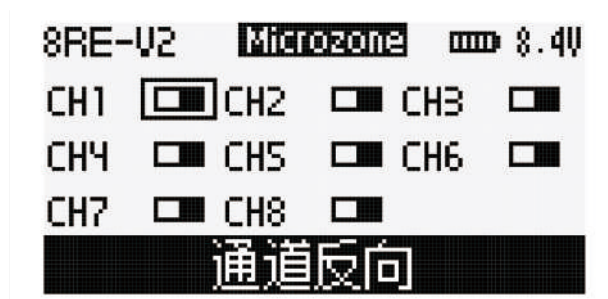 8RE-V2 Microzone 8.4V
CH1 CH2 CH3
CH4 CH5 CH6
CH7 CH8
通道反向